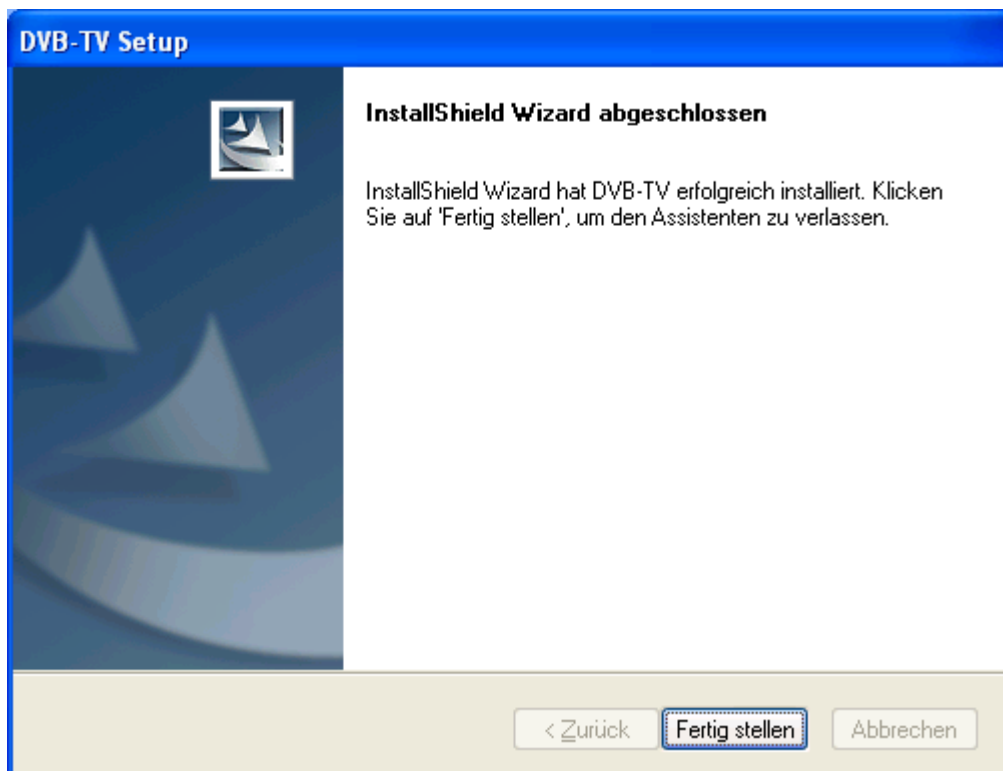 DVB-TV Setup
InstallShield Wizard abgeschlossen
InstallShield Wizard hat DVB-TV erfolgreich installiert. Klicken
Sie auf 'Fertig stellen', um den Assistenten zu verlassen.
< Zurück
Fertig stellen
Abbrechen